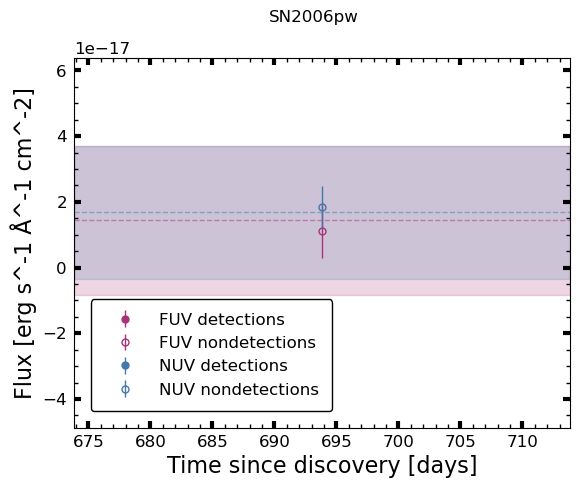 SN2006pw
1e−17
6
4
2
0
−2
−4
Flux [erg s^-1 Å^-1 cm^-2]
FUV detections
FUV nondetections
NUV detections
NUV nondetections
675 680 685 690 695 700 705 710
Time since discovery [days]